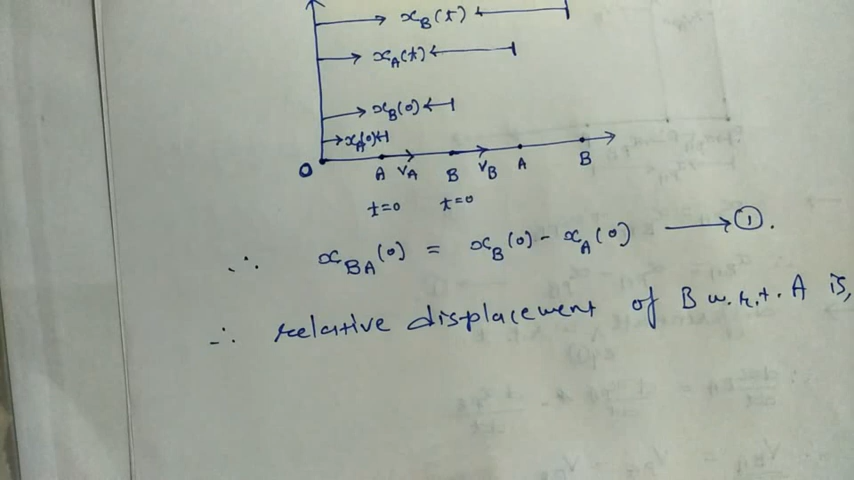 x_B(t)
x_A(t)
x_B(0)
x_A(0)
O A V_A B V_B A B
t=0 t=0
∴ x_BA(0) = x_B(0) - x_A(0) → ①.
∴ relative displacement of B w.r.t. A is,